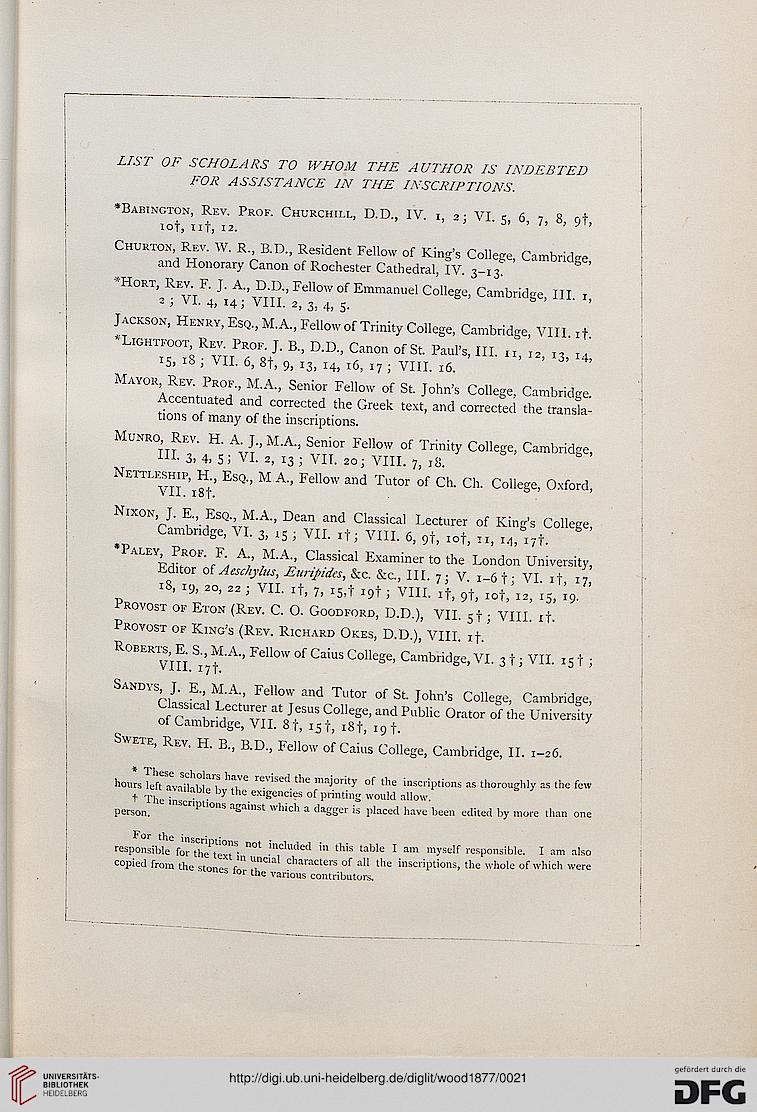 LIST OF SCHOLARS TO WHOM THE AUTHOR IS INDEBTED
FOR ASSISTANCE IN THE INSCRIPTIONS.
*BABINGTON, REV. PROF. CHURCHILL, D.D., IV. 1, 2; VI. 5, 6, 7, 8, 9†,
10†, 11†, 12.
CHURTON, REV. W. R., B.D., Resident Fellow of King's College, Cambridge,
and Honorary Canon of Rochester Cathedral, IV. 3–13.
*HORT, REV. F. J. A., D.D., Fellow of Emmanuel College, Cambridge, III. 1,
2; VI. 4, 14; VIII. 2, 3, 4, 5.
JACKSON, HENRY, ESQ., M.A., Fellow of Trinity College, Cambridge, VIII. 1†.
*LIGHTFOOT, REV. PROF. J. B., D.D., Canon of St. Paul's, III. 11, 12, 13, 14,
15, 18; VII. 6, 8†, 9, 13, 14, 16, 17; VIII. 16.
MAYOR, REV. PROF., M.A., Senior Fellow of St. John's College, Cambridge.
Accentuated and corrected the Greek text, and corrected the transla-
tions of many of the inscriptions.
MUNRO, REV. H. A. J., M.A., Senior Fellow of Trinity College, Cambridge,
III. 3, 4, 5; VI. 2, 13; VII. 20; VIII. 7, 18.
NETTLESHIP, H., ESQ., M A., Fellow and Tutor of Ch. Ch. College, Oxford,
VII. 18†.
NIXON, J. E., ESQ., M.A., Dean and Classical Lecturer of King's College,
Cambridge, VI. 3, 15; VII. 1†; VIII. 6, 9†, 10†, 11, 14, 17†.
*PALEY, PROF. F. A., M.A., Classical Examiner to the London University,
Editor of Aeschylus, Euripides, &c. &c., III. 7; V. 1–6†; VI. 1†, 17,
18, 19, 20, 22; VII. 1†, 7, 15,† 19†; VIII. 1†, 9†, 10†, 12, 15, 19.
PROVOST OF ETON (REV. C. O. GOODFORD, D.D.), VII. 5†; VIII. 1†.
PROVOST OF KING'S (REV. RICHARD OKES, D.D.), VIII. 1†.
ROBERTS, E. S., M.A., Fellow of Caius College, Cambridge, VI. 3†; VII. 15†;
VIII. 17†.
SANDYS, J. E., M.A., Fellow and Tutor of St. John's College, Cambridge,
Classical Lecturer at Jesus College, and Public Orator of the University
of Cambridge, VII. 8†, 15†, 18†, 19†.
SWETE, REV. H. B., B.D., Fellow of Caius College, Cambridge, II. 1–26.
* These scholars have revised the majority of the inscriptions as thoroughly as the few
hours left available by the exigencies of printing would allow.
† The inscriptions against which a dagger is placed have been edited by more than one
person.
For the inscriptions not included in this table I am myself responsible. I am also
responsible for the text in uncial characters of all the inscriptions, the whole of which were
copied from the stones for the various contributors.
UNIVERSITÄTS-
BIBLIOTHEK
HEIDELBERG
http://digi.ub.uni-heidelberg.de/diglit/wood1877/0021
gefördert durch die
DFG